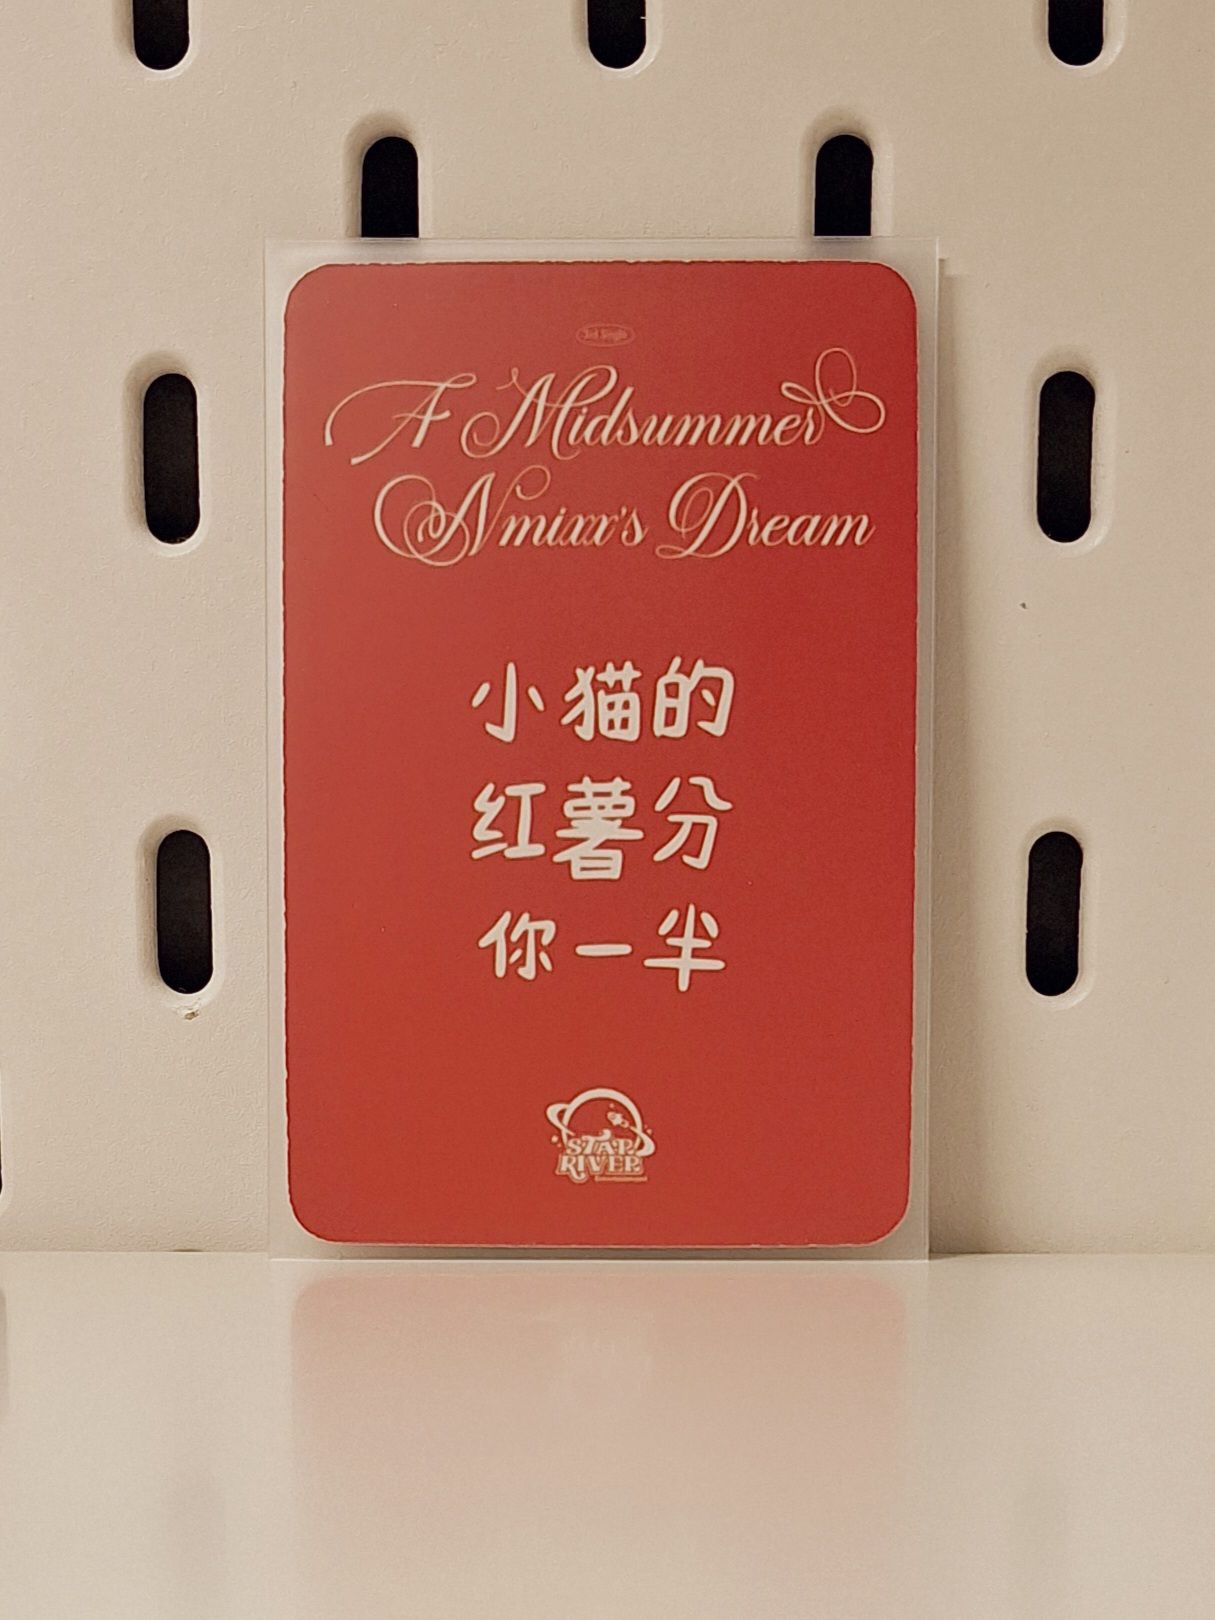 3rd Single
A Midsummer
Nmixx's Dream
小猫的
红薯分
你一半
STAR
RIVER